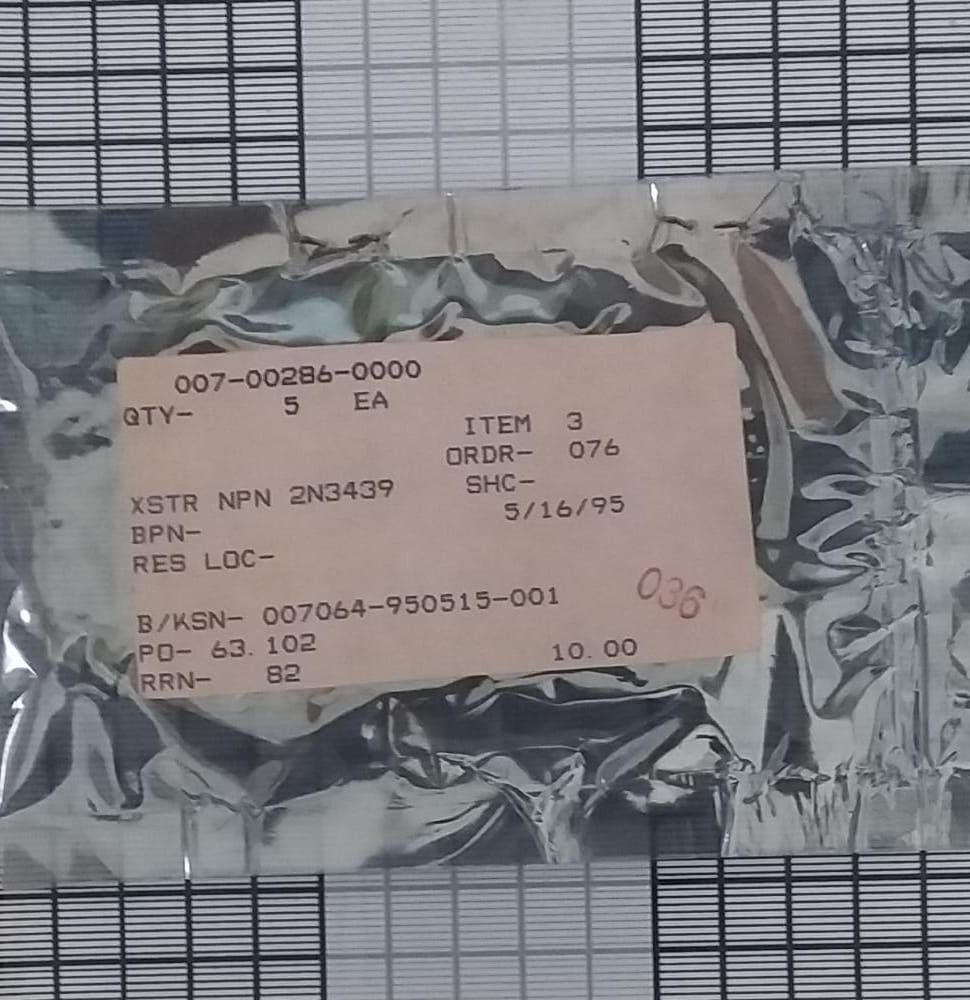 007-00286-0000
QTY- 5 EA
ITEM 3
ORDR- 076
XSTR NPN 2N3439 SHC-
BPN- 5/16/95
RES LOC-
B/KSN- 007064-950515-001
036
PO- 63.102 10.00
RRN- 82